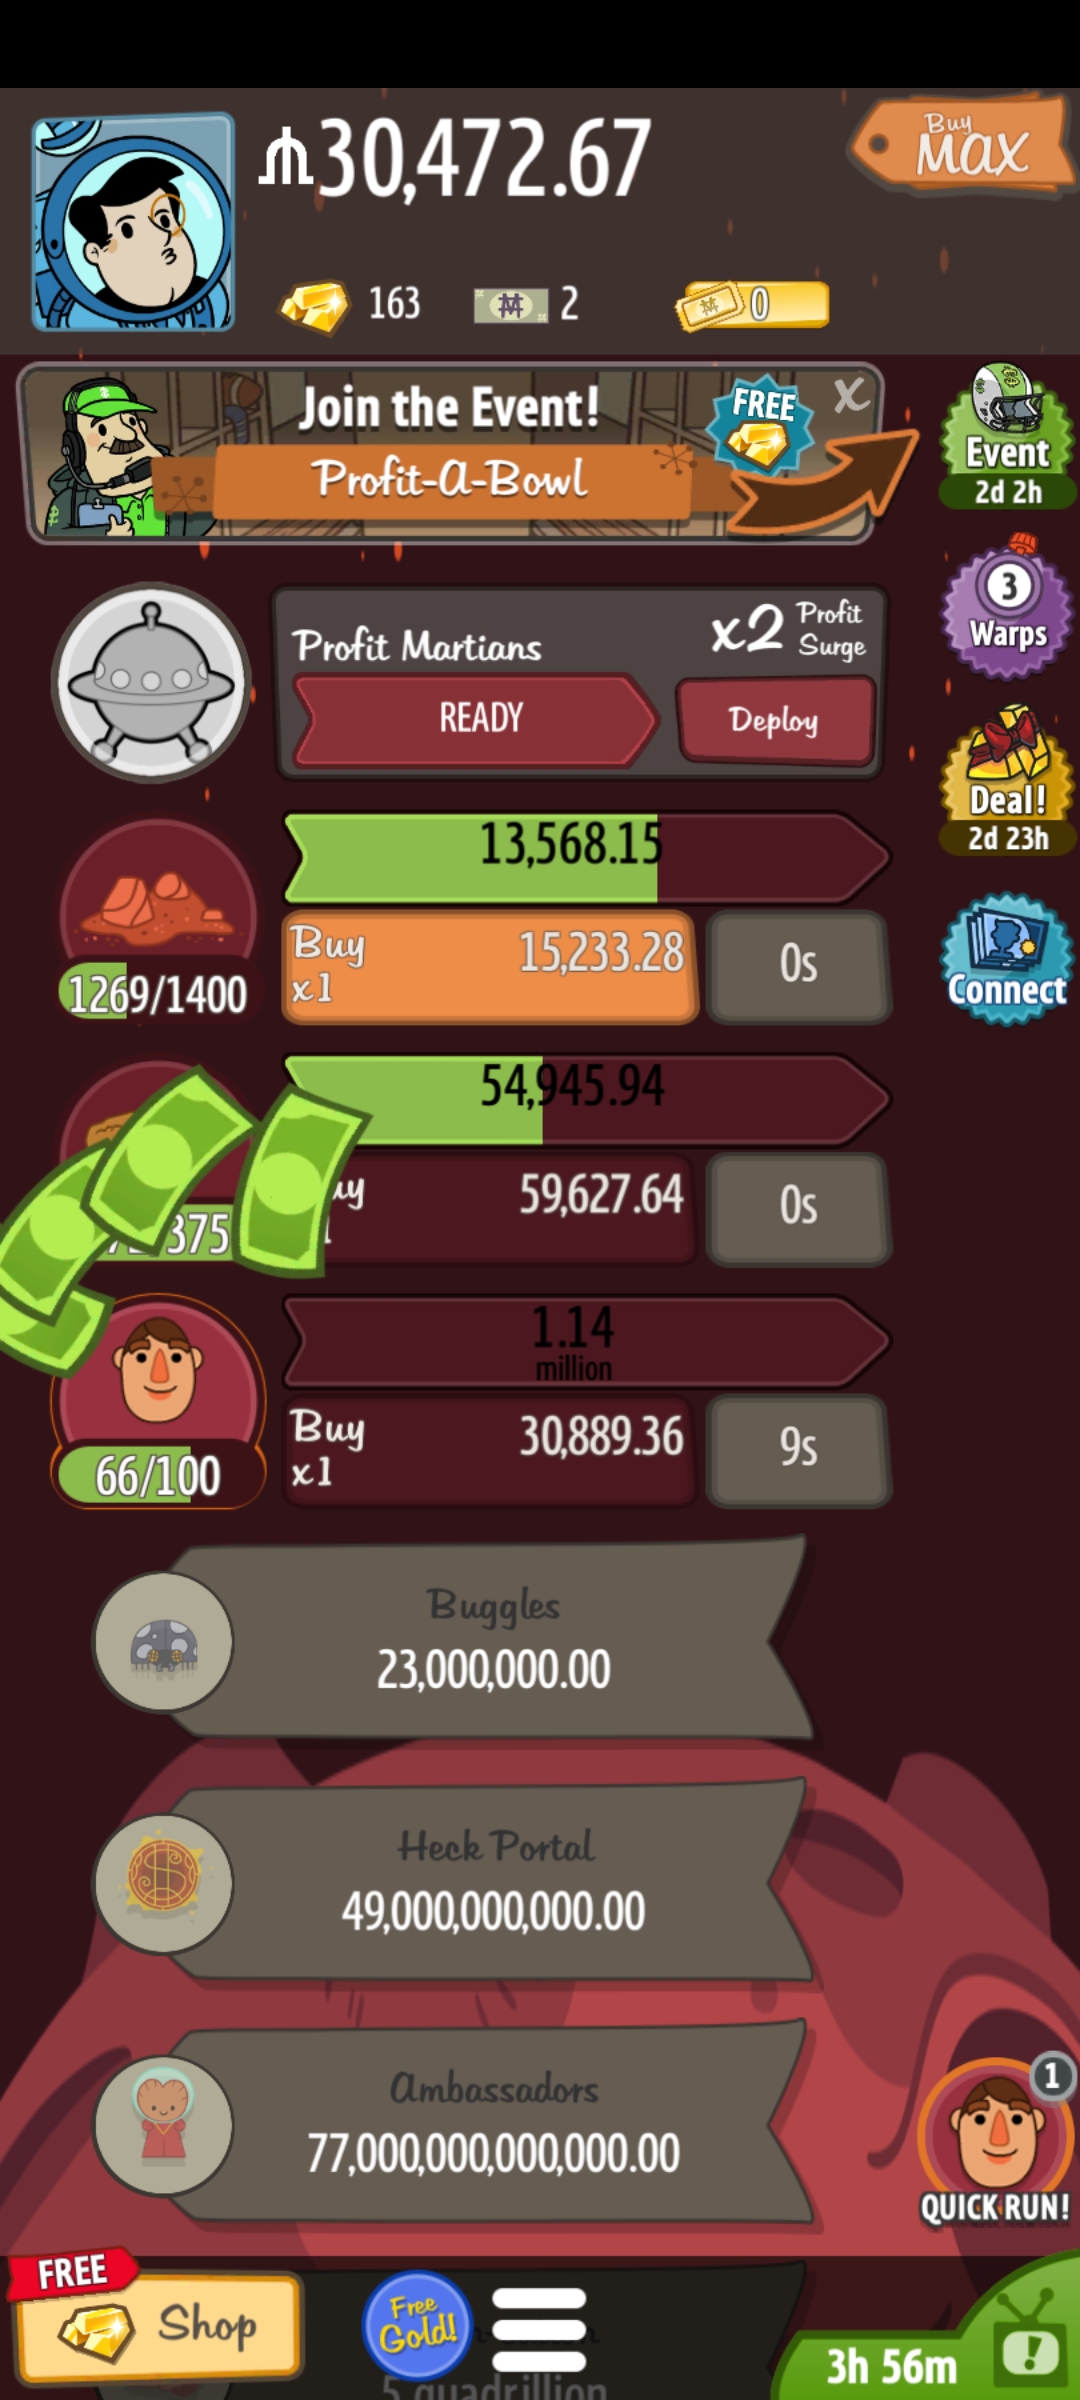 30,472.67
Buy
MAX
163
2
0
Join the Event!
FREE
X
Profit-A-Bowl
Event
2d 2h
3
Warps
Profit Martians
x2 Profit Surge
READY
Deploy
Deal!
2d 23h
Connect
13,568.15
1269/1400
Buy x1
15,233.28
0s
54,945.94
375
59,627.64
0s
1.14
million
66/100
Buy x1
30,889.36
9s
Buggles
23,000,000.00
Heck Portal
49,000,000,000.00
Ambassadors
77,000,000,000,000.00
1
QUICK RUN!
FREE
Shop
Free
Gold!
3h 56m
5 quadrillion